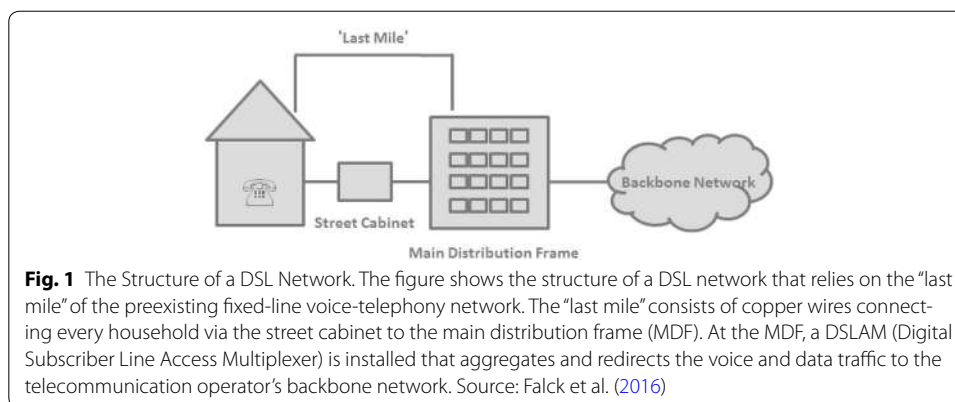 'Last Mile'
Backbone Network
Street Cabinet
Main Distribution Frame
Fig. 1 The Structure of a DSL Network. The figure shows the structure of a DSL network that relies on the “last
mile” of the preexisting fixed-line voice-telephony network. The “last mile” consists of copper wires connect-
ing every household via the street cabinet to the main distribution frame (MDF). At the MDF, a DSLAM (Digital
Subscriber Line Access Multiplexer) is installed that aggregates and redirects the voice and data traffic to the
telecommunication operator’s backbone network. Source: Falck et al. (2016)